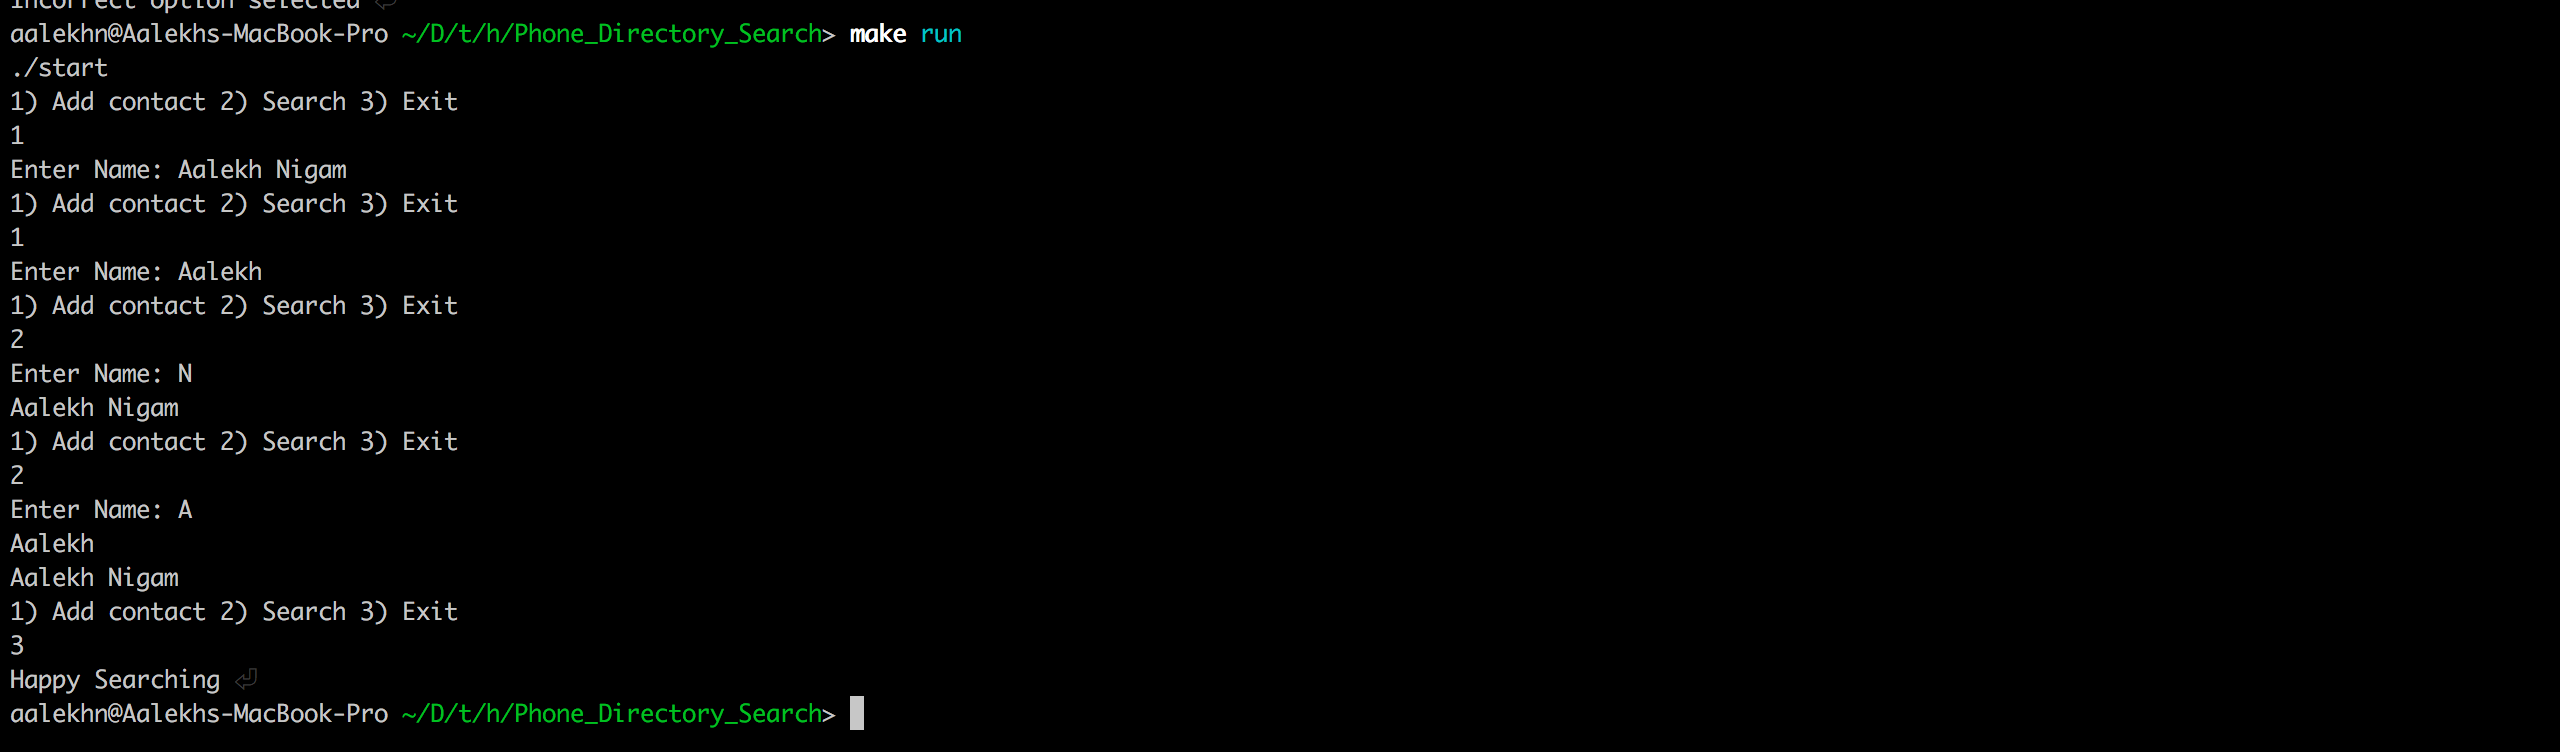 Incorrect option selected ⏎
aalekhn@Aalekhs-MacBook-Pro ~/D/t/h/Phone_Directory_Search> make run
./start
1) Add contact 2) Search 3) Exit
1
Enter Name: Aalekh Nigam
1) Add contact 2) Search 3) Exit
1
Enter Name: Aalekh
1) Add contact 2) Search 3) Exit
2
Enter Name: N
Aalekh Nigam
1) Add contact 2) Search 3) Exit
2
Enter Name: A
Aalekh
Aalekh Nigam
1) Add contact 2) Search 3) Exit
3
Happy Searching ⏎
aalekhn@Aalekhs-MacBook-Pro ~/D/t/h/Phone_Directory_Search>